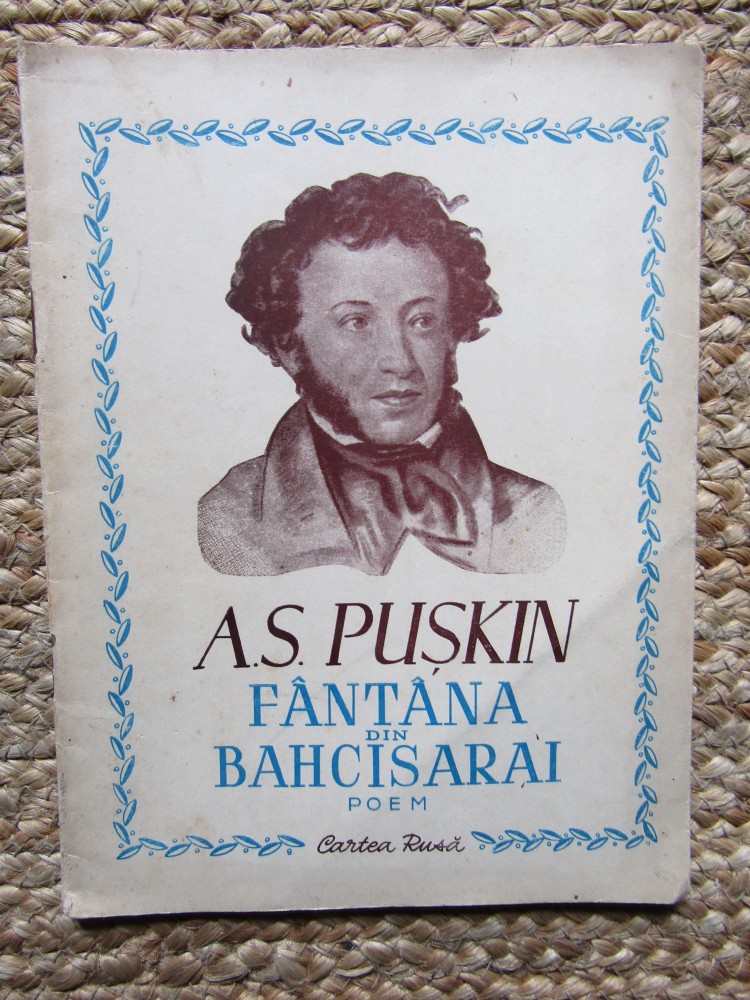 A.S. PUȘKIN
FÂNTÂNA
DIN
BAHCISARAI
POEM
Cartea Rusă